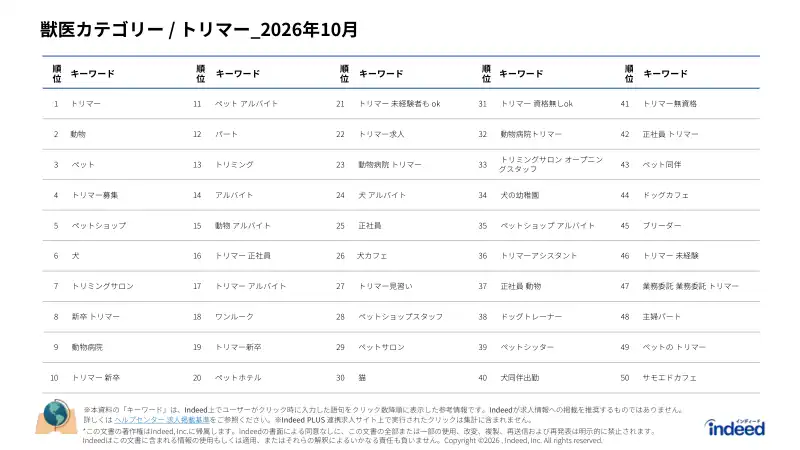 獣医カテゴリー / トリマー_2026年10月
順位 キーワード 順位 キーワード 順位 キーワード 順位 キーワード 順位 キーワード
1 トリマー 11 ペット アルバイト 21 トリマー 未経験者も ok 31 トリマー 資格無しok 41 トリマー無資格
2 動物 12 パート 22 トリマー求人 32 動物病院トリマー 42 正社員 トリマー
3 ペット 13 トリミング 23 動物病院 トリマー 33 トリミングサロン オープニングスタッフ 43 ペット同伴
4 トリマー募集 14 アルバイト 24 犬 アルバイト 34 犬の幼稚園 44 ドッグカフェ
5 ペットショップ 15 動物 アルバイト 25 正社員 35 ペットショップ アルバイト 45 ブリーダー
6 犬 16 トリマー 正社員 26 犬カフェ 36 トリマーアシスタント 46 トリマー 未経験
7 トリミングサロン 17 トリマー アルバイト 27 トリマー見習い 37 正社員 動物 47 業務委託 業務委託 トリマー
8 新卒 トリマー 18 ワンルーク 28 ペットショップスタッフ 38 ドッグトレーナー 48 主婦パート
9 動物病院 19 トリマー新卒 29 ペットサロン 39 ペットシッター 49 ペットの トリマー
10 トリマー 新卒 20 ペットホテル 30 猫 40 犬同伴出勤 50 サモエドカフェ
※本資料の「キーワード」は、Indeed上でユーザーがクリック時に入力した語句をクリック数降順に表示した参考情報です。Indeedが求人情報への掲載を推奨するものではありません。
詳しくは ヘルプセンター 求人掲載基準をご参照ください。※Indeed PLUS 連携求人サイト上で実行されたクリックは集計に含まれません。
*この文書の著作権はIndeed, Inc.に帰属します。Indeedの書面による同意なしに、この文書の全部または一部の使用、改変、複製、再送信および再発表は明示的に禁止されます。
Indeedはこの文書に含まれる情報の使用もしくは適用、またはそれらの解釈によるいかなる責任も負いません。Copyright ©2026 , Indeed, Inc. All rights reserved.
インディード
indeed